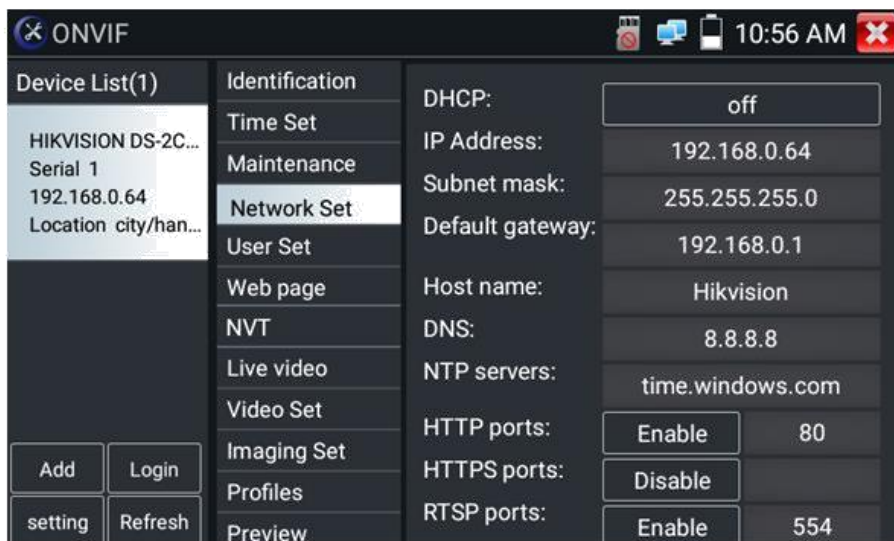 ONVIF
10:56 AM
Device List(1)
HIKVISION DS-2C...
Serial 1
192.168.0.64
Location city/han...
Add
Login
setting
Refresh
Identification
Time Set
Maintenance
Network Set
User Set
Web page
NVT
Live video
Video Set
Imaging Set
Profiles
Preview
DHCP: off
IP Address: 192.168.0.64
Subnet mask: 255.255.255.0
Default gateway: 192.168.0.1
Host name: Hikvision
DNS: 8.8.8.8
NTP servers: time.windows.com
HTTP ports: Enable 80
HTTPS ports: Disable
RTSP ports: Enable 554